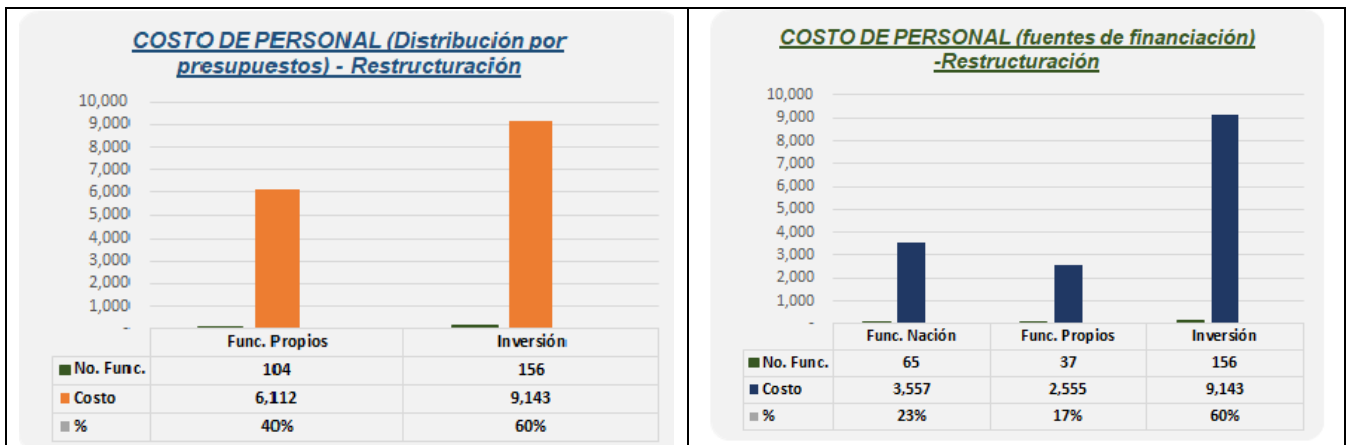 COSTO DE PERSONAL (Distribución por
presupuestos) - Restructuración
10,000
9,000
8,000
7,000
6,000
5,000
4,000
3,000
2,000
1,000
-
Func. Propios Inversión
No. Func. 104 156
Costo 6,112 9,143
% 40% 60%
COSTO DE PERSONAL (fuentes de financiación)
-Restructuración
10,000
9,000
8,000
7,000
6,000
5,000
4,000
3,000
2,000
1,000
-
Func. Nación Func. Propios Inversión
No. Func. 65 37 156
Costo 3,557 2,555 9,143
% 23% 17% 60%